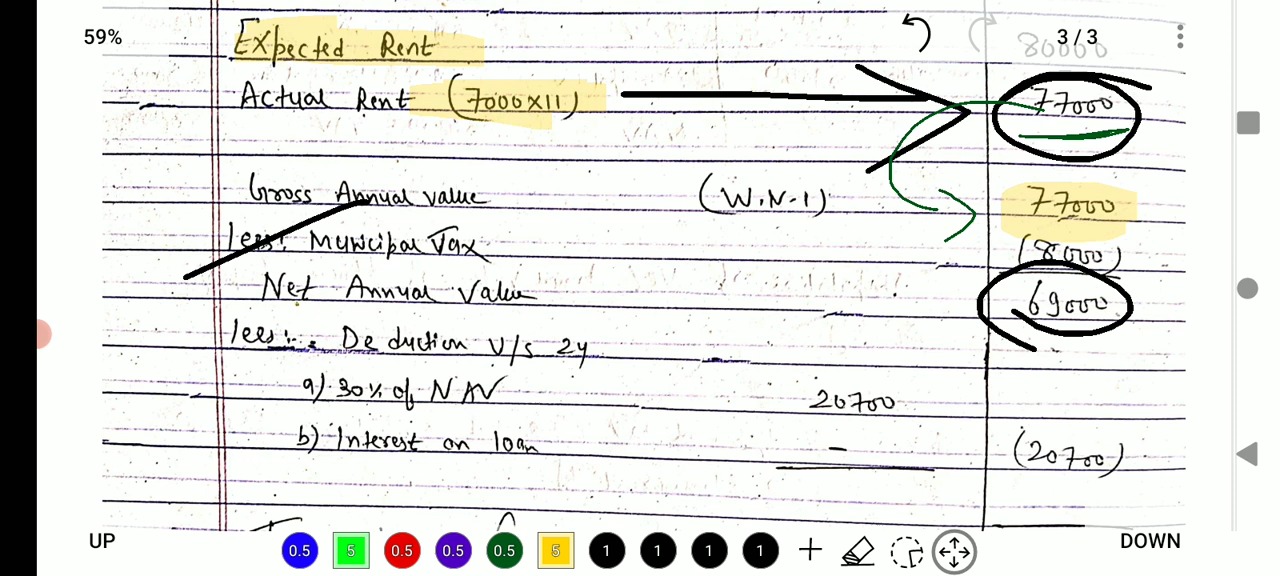 59%
3 / 3
Expected Rent 80000
Actual Rent (7000x11) 77000
Gross Annual value (W.N-1) 77000
less: Municipal Tax (8000)
Net Annual Value 69000
less:- Deduction U/s 24
a) 30% of NAV 20700
b) Interest on loan - (20700)
UP
0.5 5 0.5 0.5 0.5 5 1 1 1 1
DOWN